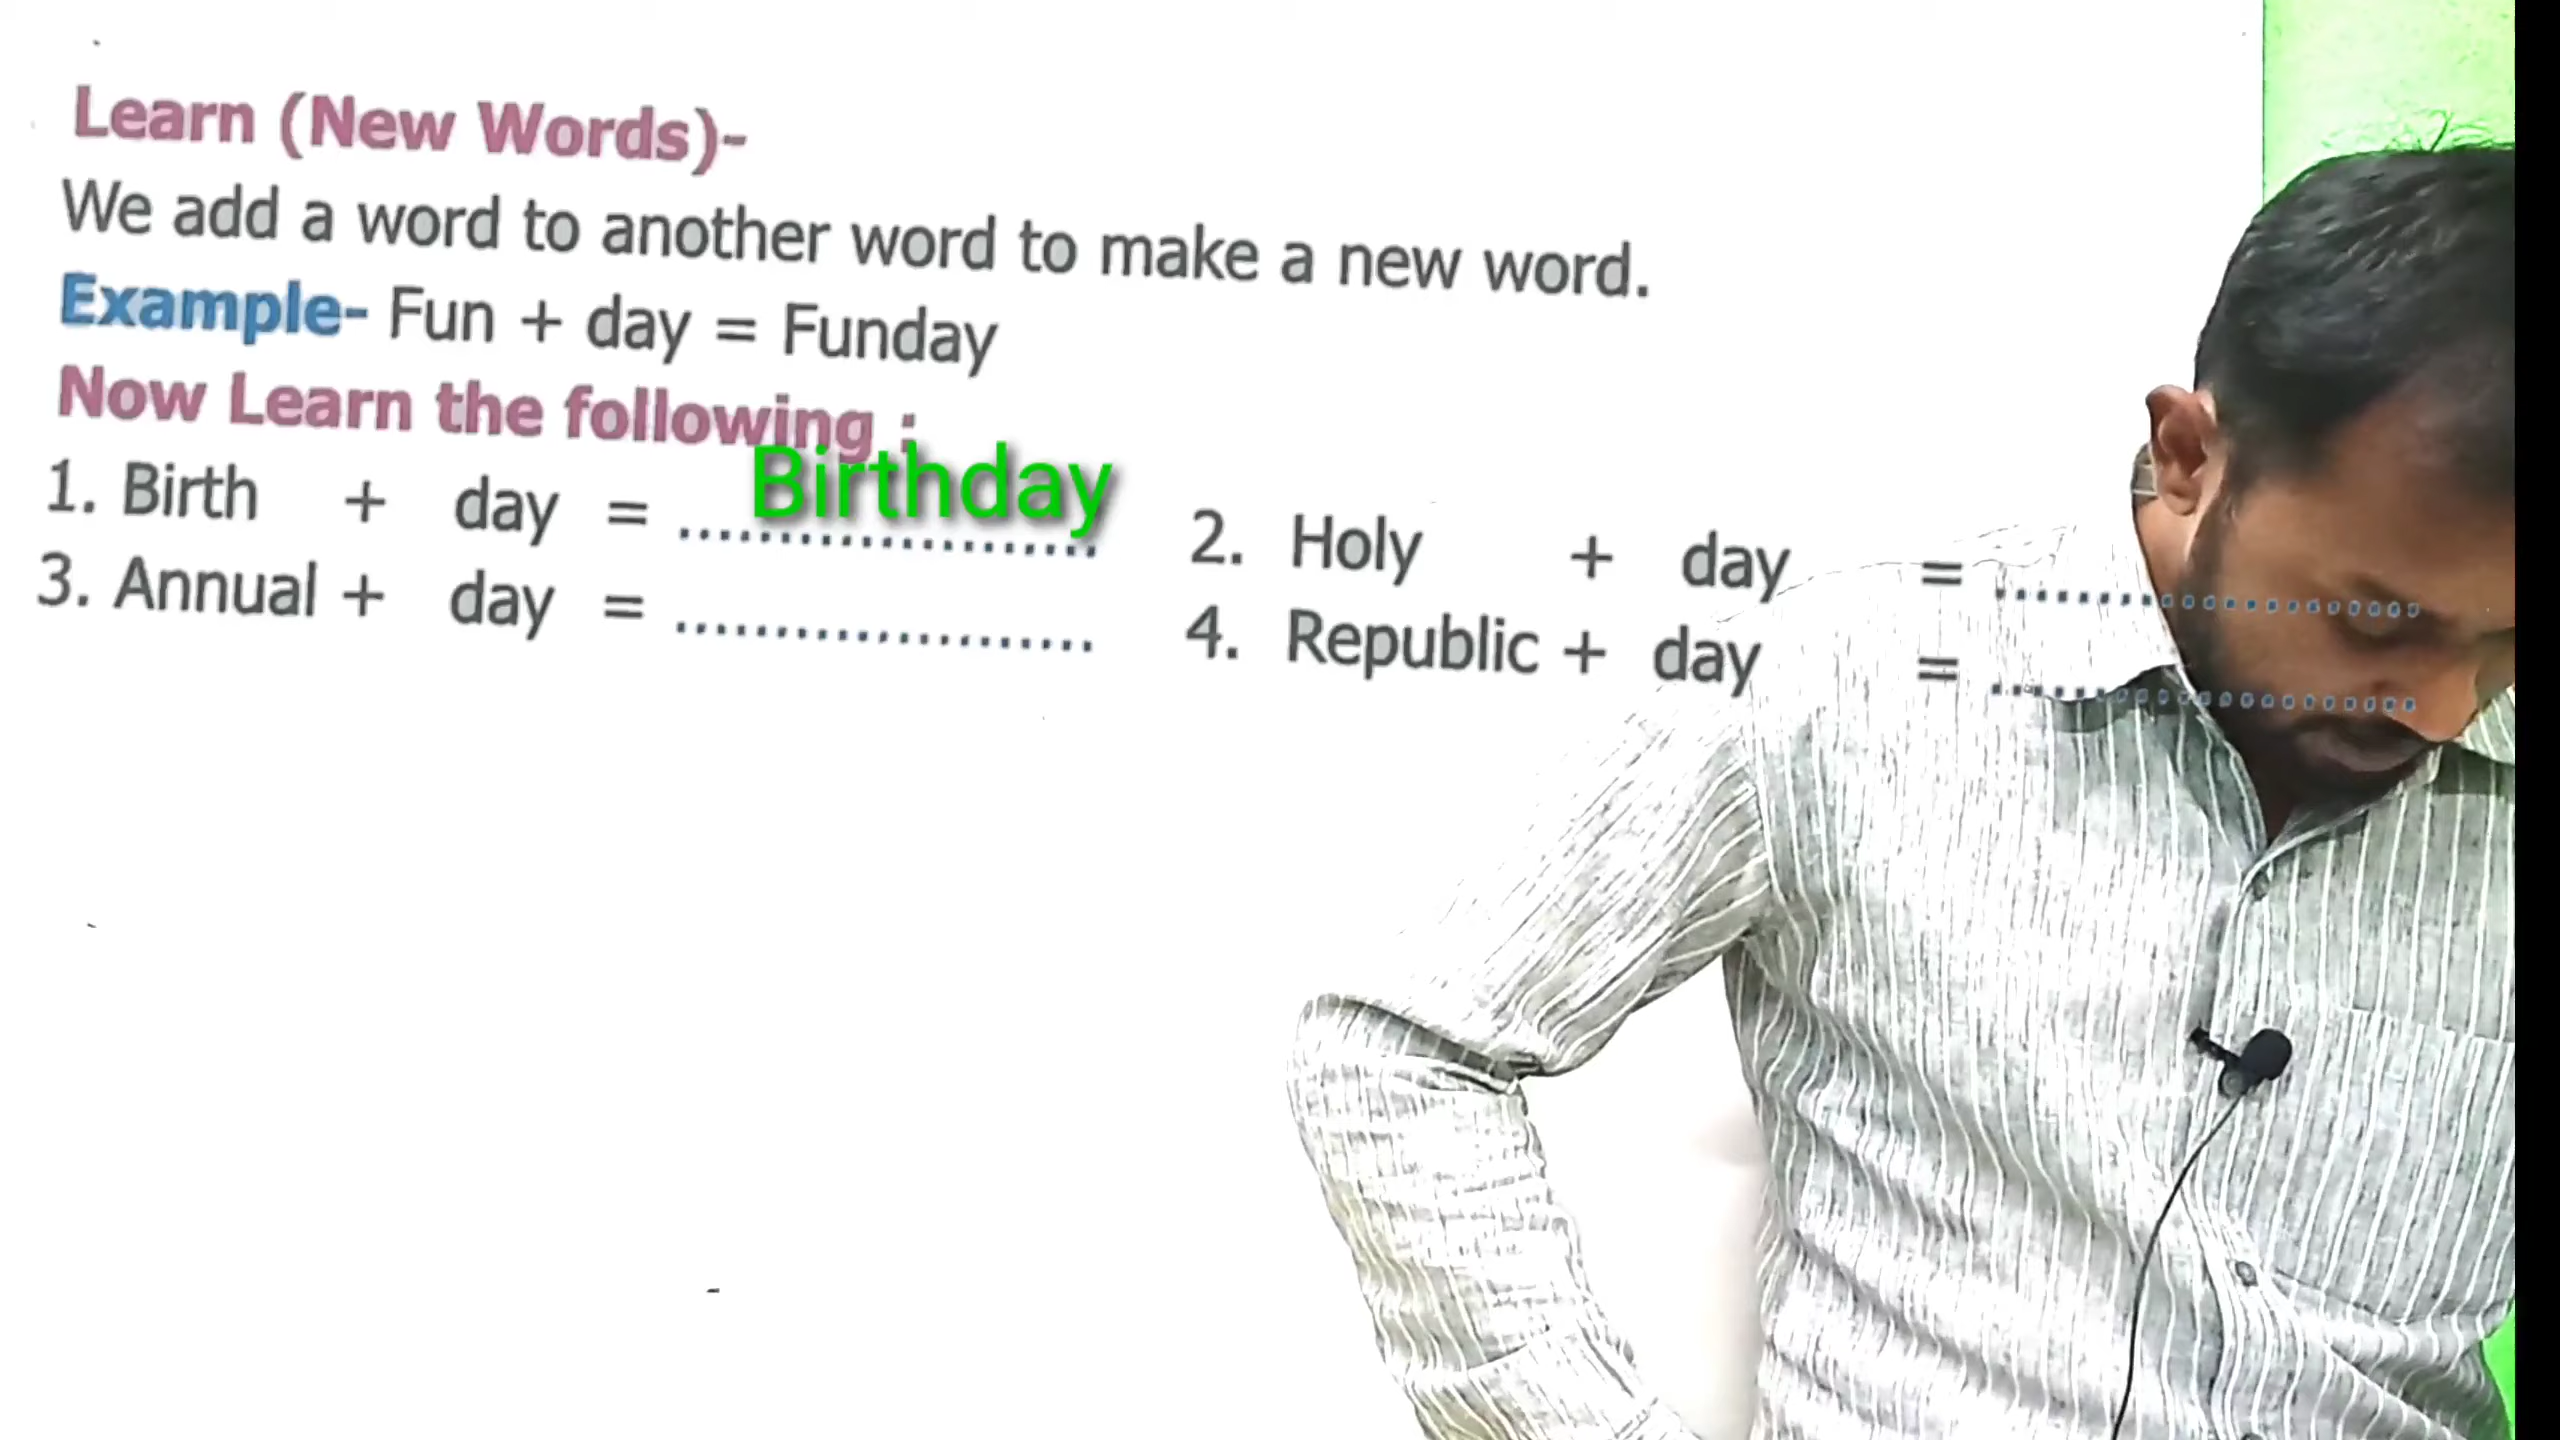 Learn (New Words)-
We add a word to another word to make a new word.
Example- Fun + day = Funday
Now Learn the following :
1. Birth + day = ..................... Birthday
2. Holy + day = .....................
3. Annual + day = .....................
4. Republic + day = .....................